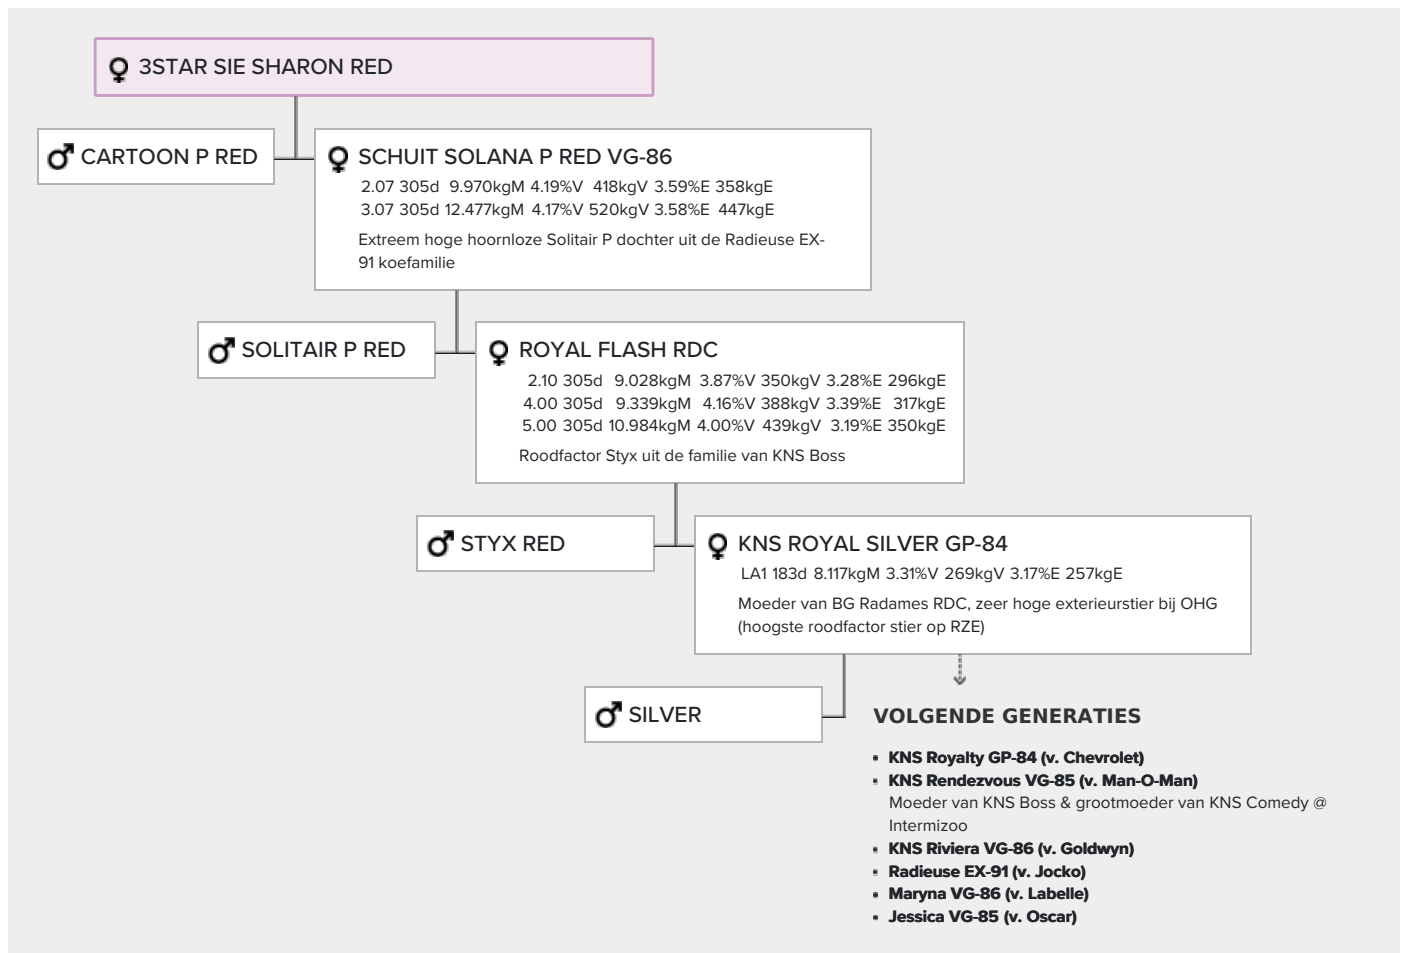 3STAR SIE SHARON RED
CARTOON P RED
SCHUIT SOLANA P RED VG-86
2.07 305d 9.970kgM 4.19%V 418kgV 3.59%E 358kgE
3.07 305d 12.477kgM 4.17%V 520kgV 3.58%E 447kgE
Extreem hoge hoornloze Solitair P dochter uit de Radieuse EX-
91 koefamilie
SOLITAIR P RED
ROYAL FLASH RDC
2.10 305d 9.028kgM 3.87%V 350kgV 3.28%E 296kgE
4.00 305d 9.339kgM 4.16%V 388kgV 3.39%E 317kgE
5.00 305d 10.984kgM 4.00%V 439kgV 3.19%E 350kgE
Roodfactor Styx uit de familie van KNS Boss
STYX RED
KNS ROYAL SILVER GP-84
LA1 183d 8.117kgM 3.31%V 269kgV 3.17%E 257kgE
Moeder van BG Radames RDC, zeer hoge exterieurstier bij OHG
(hoogste roodfactor stier op RZE)
SILVER
VOLGENDE GENERATIES
KNS Royalty GP-84 (v. Chevrolet)
KNS Rendezvous VG-85 (v. Man-O-Man)
Moeder van KNS Boss & grootmoeder van KNS Comedy @
Intermizoo
KNS Riviera VG-86 (v. Goldwyn)
Radieuse EX-91 (v. Jocko)
Maryna VG-86 (v. Labelle)
Jessica VG-85 (v. Oscar)